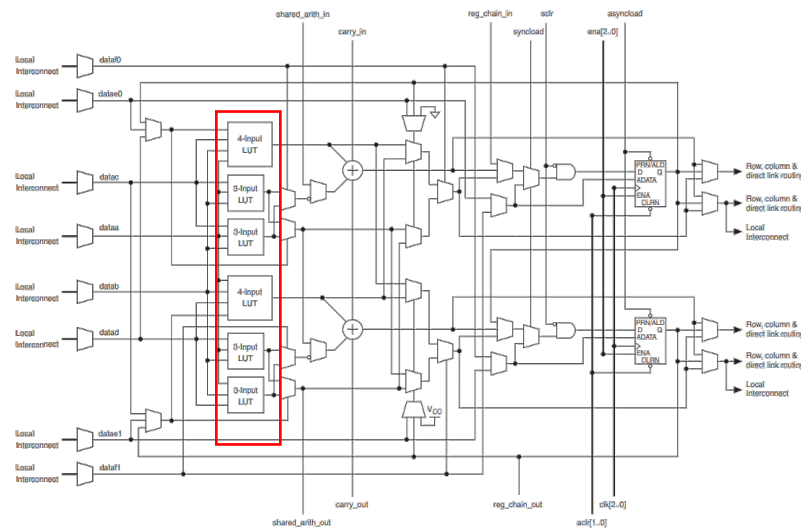 shared_arith_in
carry_in
reg_chain_in
sclr
syncload
asyncload
ena[2..0]
Local
Interconnect
dataf0
Local
Interconnect
datae0
4-Input
LUT
Local
Interconnect
datac
3-Input
LUT
Local
Interconnect
dataa
3-Input
LUT
Local
Interconnect
datab
4-Input
LUT
Local
Interconnect
datad
3-Input
LUT
3-Input
LUT
Local
Interconnect
datae1
Local
Interconnect
dataf1
+
+
VCC
PRN/ALD
D Q
ADATA
ENA
CLRN
Row, column &
direct link routing
Row, column &
direct link routing
Local
Interconnect
PRN/ALD
D Q
ADATA
ENA
CLRN
Row, column &
direct link routing
Row, column &
direct link routing
Local
Interconnect
carry_out
shared_arith_out
reg_chain_out
clk[2..0]
aclr[1..0]